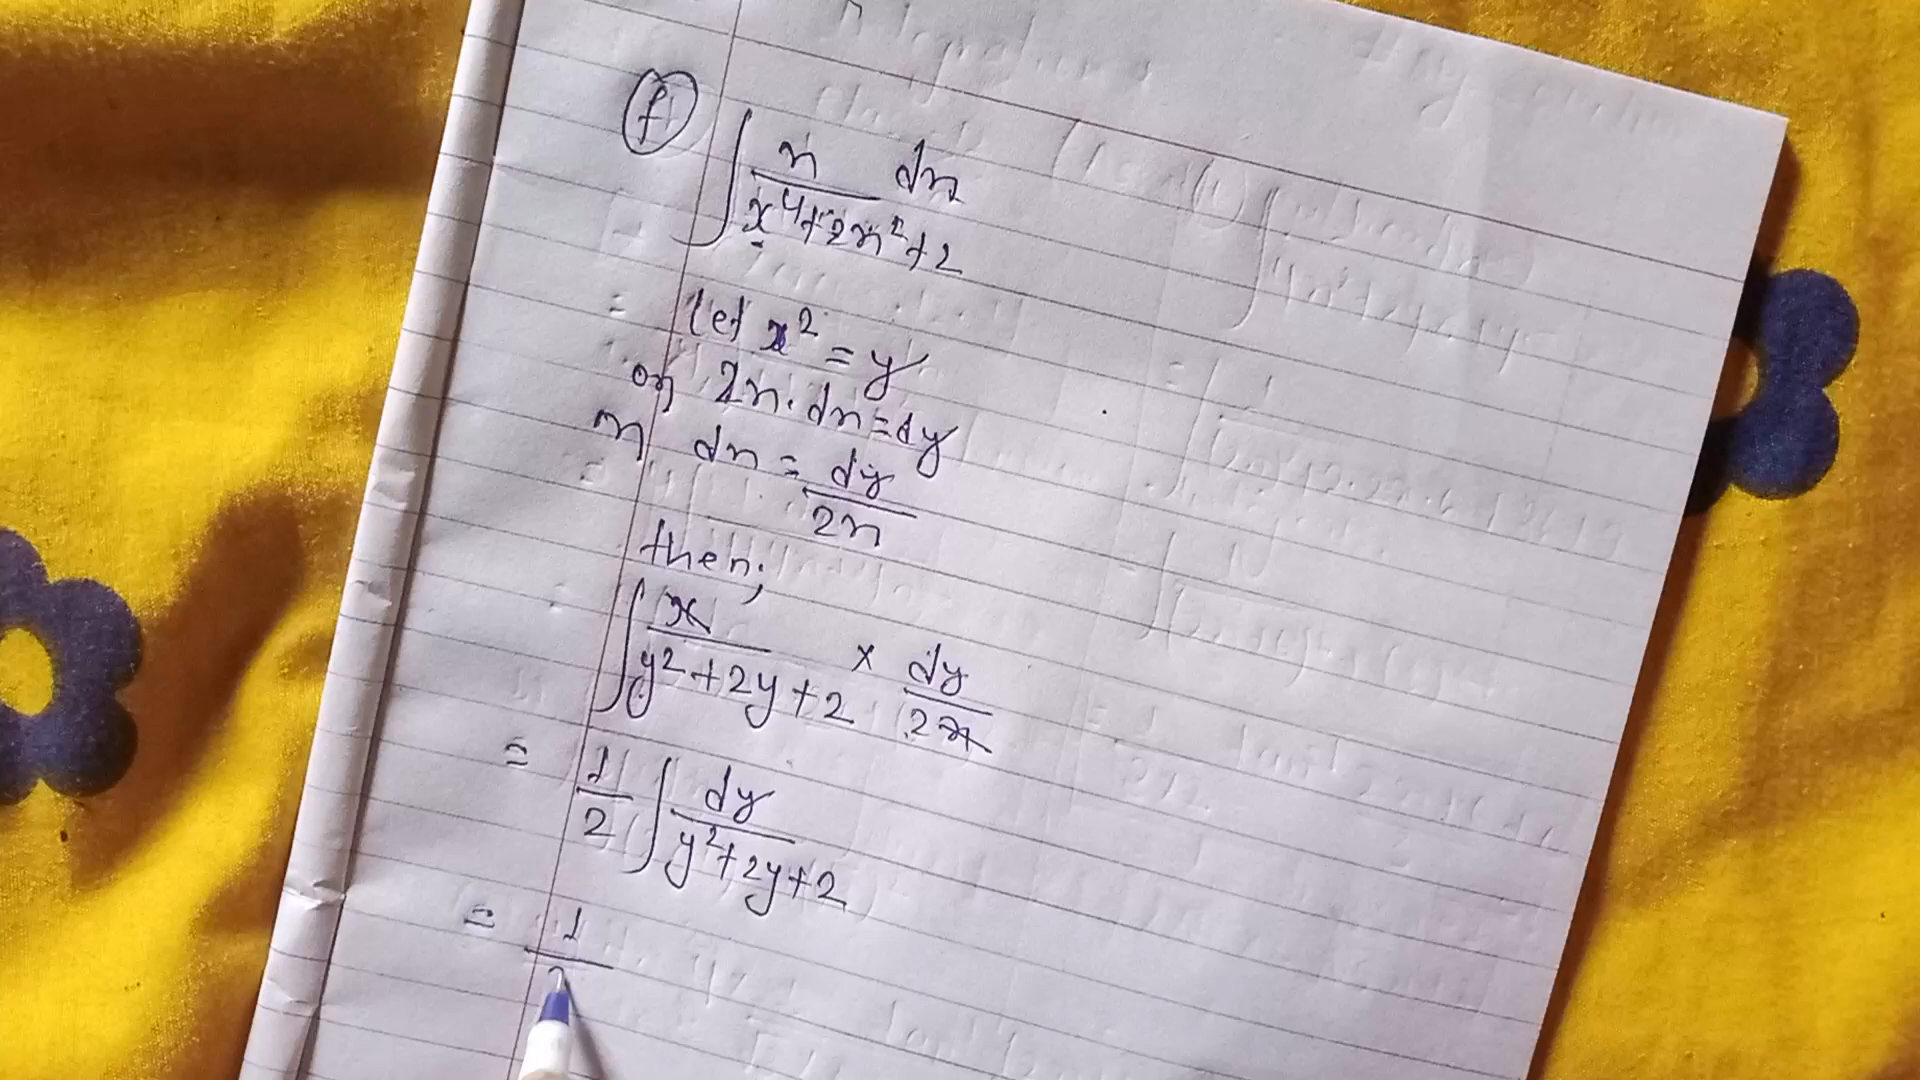 (f) ∫ x/(x⁴+2x²+2) dx
= let x² = y
or 2x. dx = dy
or dx = dy/2x
then;
∫ x/(y²+2y+2) × dy/2x
= 1/2 ∫ dy/(y²+2y+2)
= 1/2